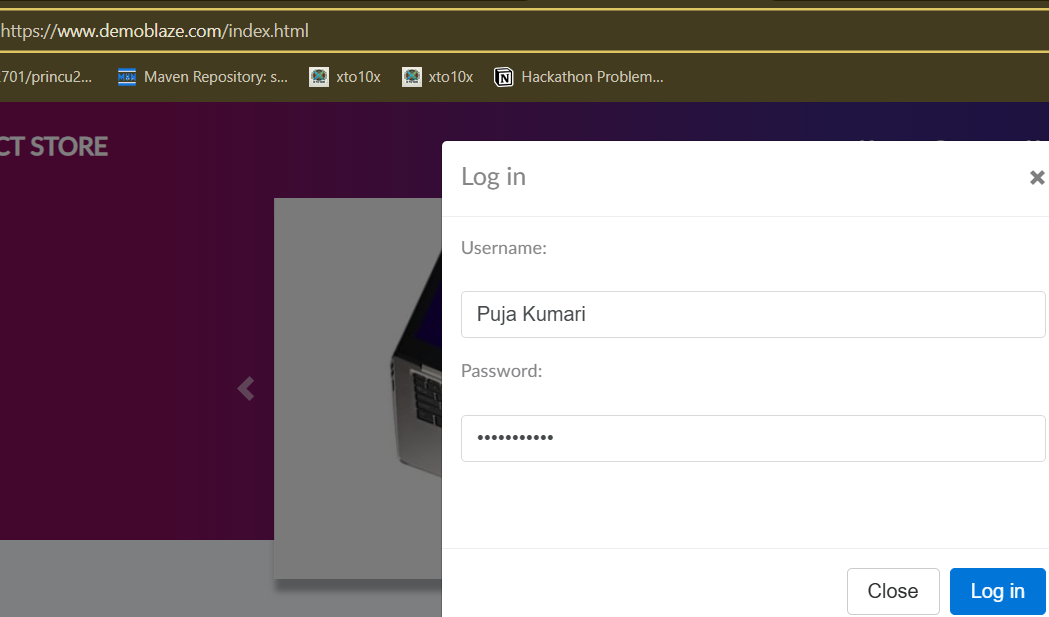 https://www.demoblaze.com/index.html
:701/princu2... Maven Repository: s... xto10x xto10x Hackathon Problem...
CT STORE
Log in
Username:
Puja Kumari
Password:
•••••••••••
Close Log in